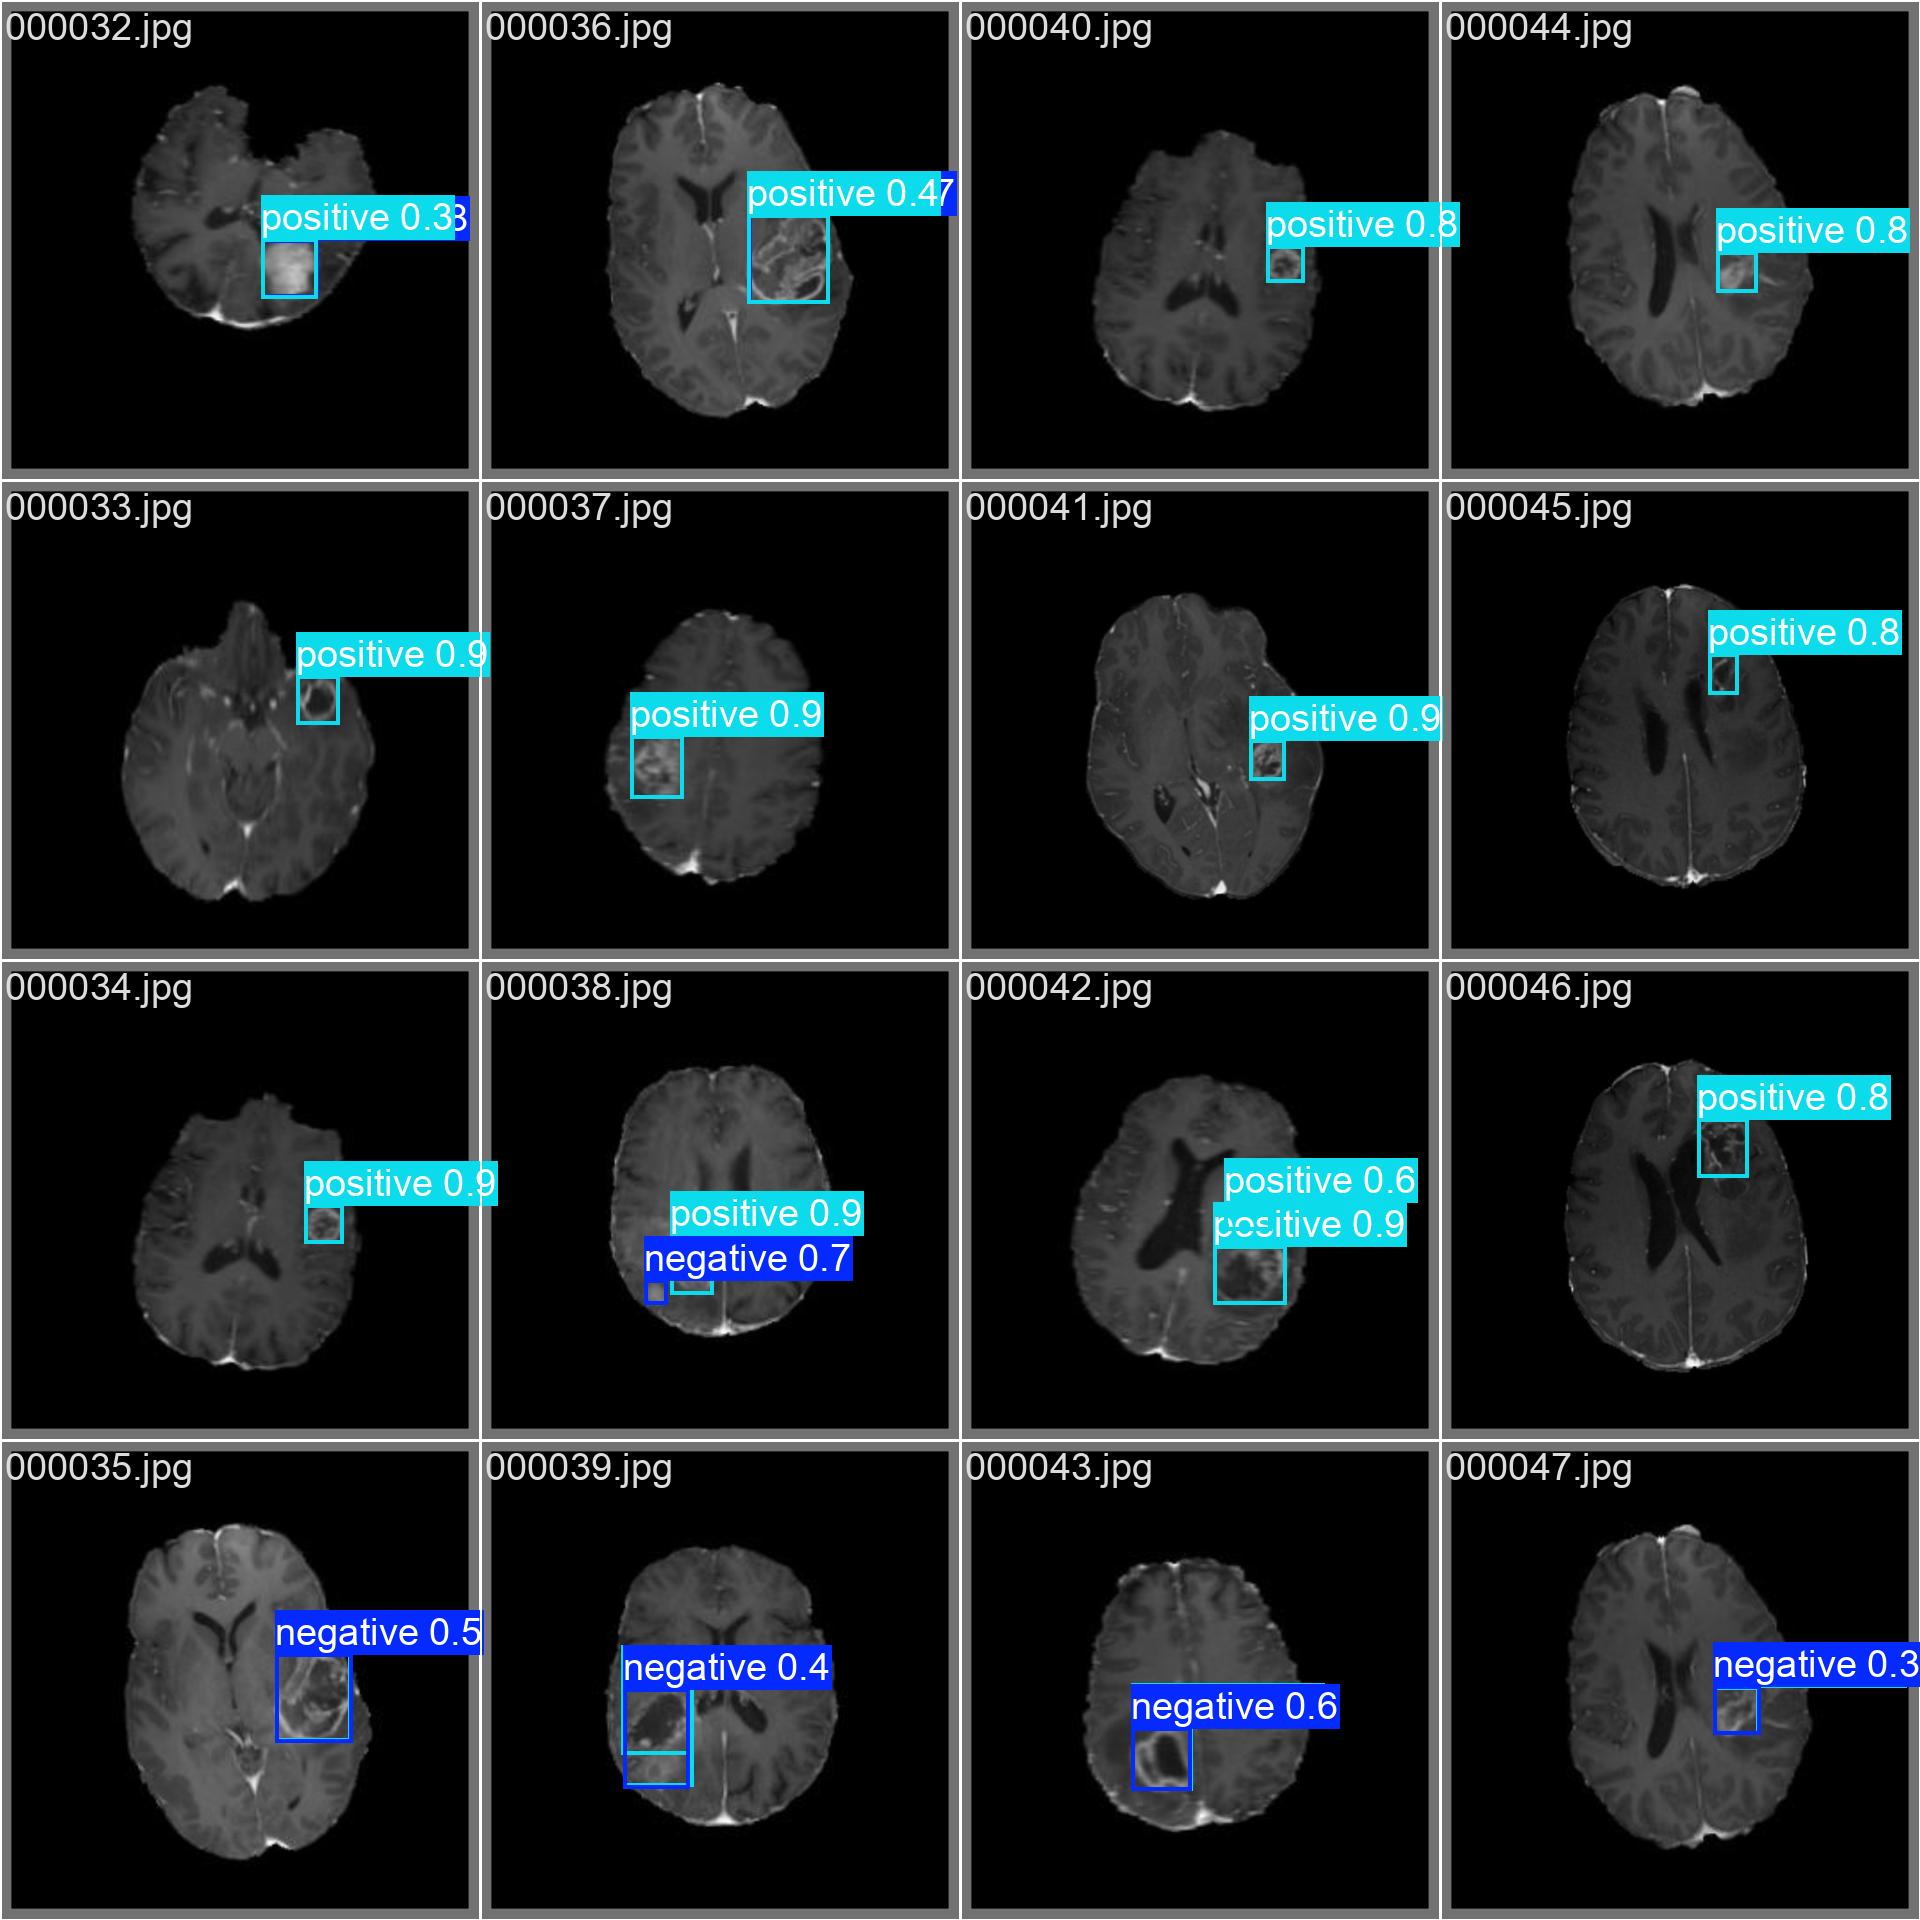 000032.jpg
000036.jpg
000040.jpg
000044.jpg
positive 0.3
positive 0.4
7
positive 0.8
positive 0.8
000033.jpg
000037.jpg
000041.jpg
000045.jpg
positive 0.9
positive 0.9
positive 0.9
positive 0.8
000034.jpg
000038.jpg
000042.jpg
000046.jpg
positive 0.9
positive 0.9
negative 0.7
positive 0.6
positive 0.9
positive 0.8
000035.jpg
000039.jpg
000043.jpg
000047.jpg
negative 0.5
negative 0.4
negative 0.6
negative 0.3